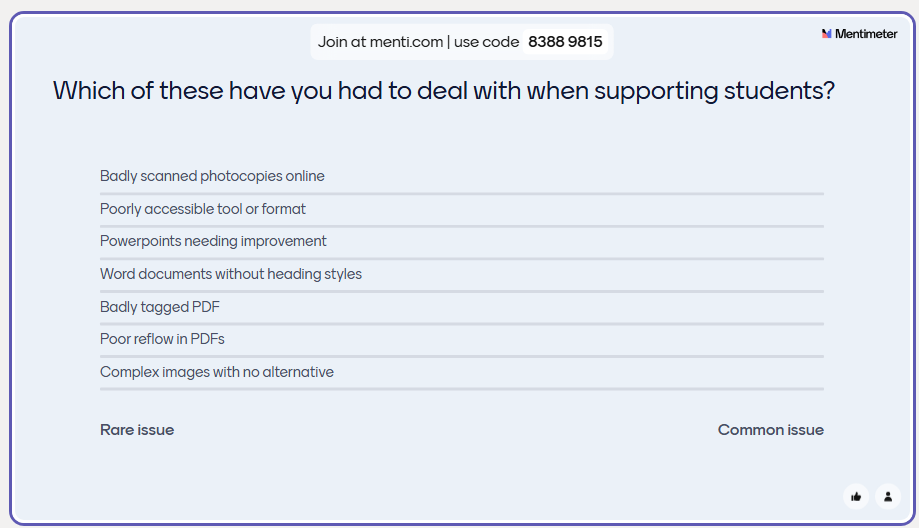 Join at menti.com | use code 8388 9815
Mentimeter
Which of these have you had to deal with when supporting students?
Badly scanned photocopies online
Poorly accessible tool or format
Powerpoints needing improvement
Word documents without heading styles
Badly tagged PDF
Poor reflow in PDFs
Complex images with no alternative
Rare issue
Common issue